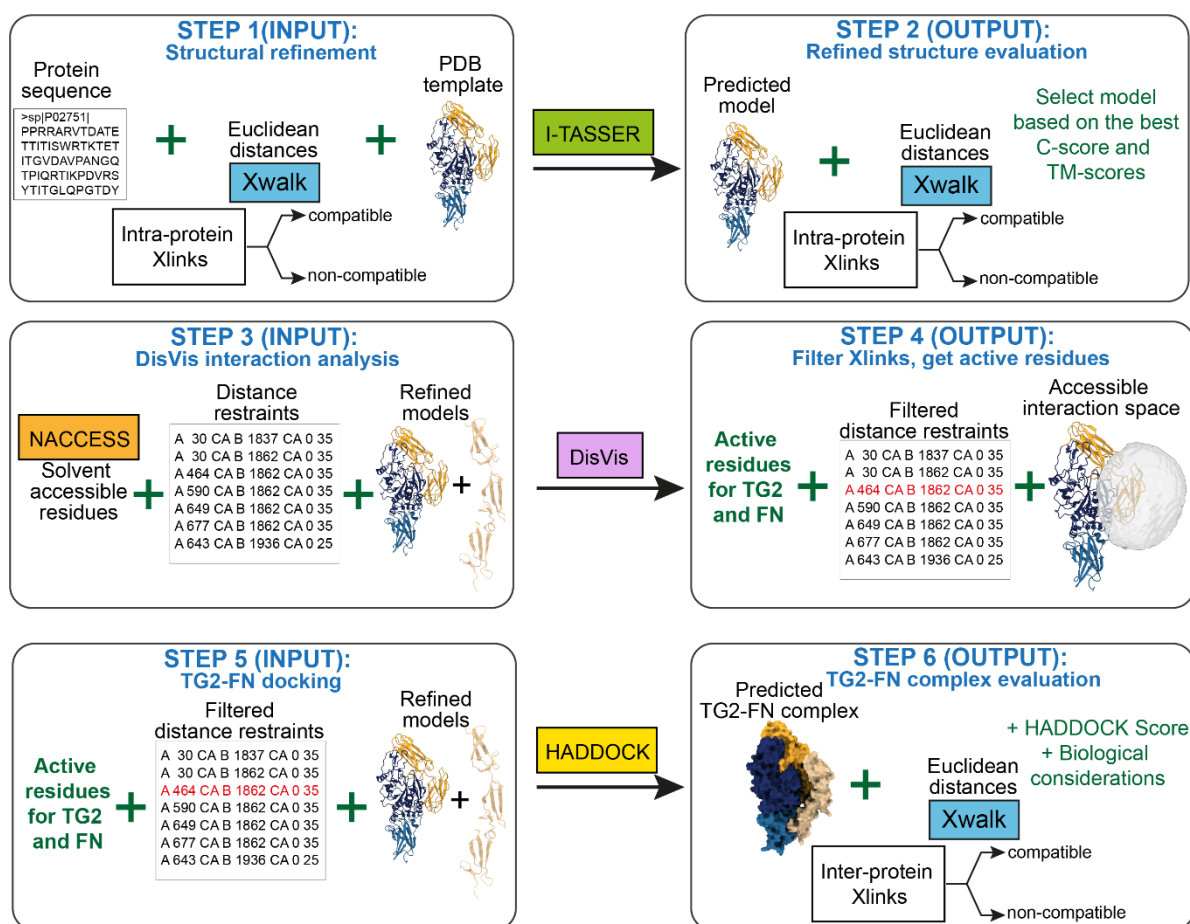 STEP 1(INPUT):
Structural refinement
Protein
sequence
>sp|P02751|
PPRRARVTDATE
TTITISWRTKTET
ITGVDAVPANGQ
TPIQRTIKPDVRS
YTITGLQPGTDY
+
Euclidean
distances
Xwalk
+
PDB
template
Intra-protein
Xlinks
compatible
non-compatible
I-TASSER
STEP 2 (OUTPUT):
Refined structure evaluation
Predicted
model
+
Euclidean
distances
Xwalk
Select model
based on the best
C-score and
TM-scores
Intra-protein
Xlinks
compatible
non-compatible
STEP 3 (INPUT):
DisVis interaction analysis
NACCESS
Solvent
accessible
residues
+
Distance
restraints
A 30 CA B 1837 CA 0 35
A 30 CA B 1862 CA 0 35
A 464 CA B 1862 CA 0 35
A 590 CA B 1862 CA 0 35
A 649 CA B 1862 CA 0 35
A 677 CA B 1862 CA 0 35
A 643 CA B 1936 CA 0 25
+
Refined
models
+
DisVis
STEP 4 (OUTPUT):
Filter Xlinks, get active residues
Active
residues
for TG2
and FN
+
Filtered
distance restraints
A 30 CA B 1837 CA 0 35
A 30 CA B 1862 CA 0 35
A 464 CA B 1862 CA 0 35
A 590 CA B 1862 CA 0 35
A 649 CA B 1862 CA 0 35
A 677 CA B 1862 CA 0 35
A 643 CA B 1936 CA 0 25
+
Accessible
interaction space
STEP 5 (INPUT):
TG2-FN docking
Active
residues
for TG2
and FN
+
Filtered
distance restraints
A 30 CA B 1837 CA 0 35
A 30 CA B 1862 CA 0 35
A 464 CA B 1862 CA 0 35
A 590 CA B 1862 CA 0 35
A 649 CA B 1862 CA 0 35
A 677 CA B 1862 CA 0 35
A 643 CA B 1936 CA 0 25
+
Refined
models
+
HADDOCK
STEP 6 (OUTPUT):
TG2-FN complex evaluation
Predicted
TG2-FN complex
+
Euclidean
distances
Xwalk
+ HADDOCK Score
+ Biological
considerations
Inter-protein
Xlinks
compatible
non-compatible